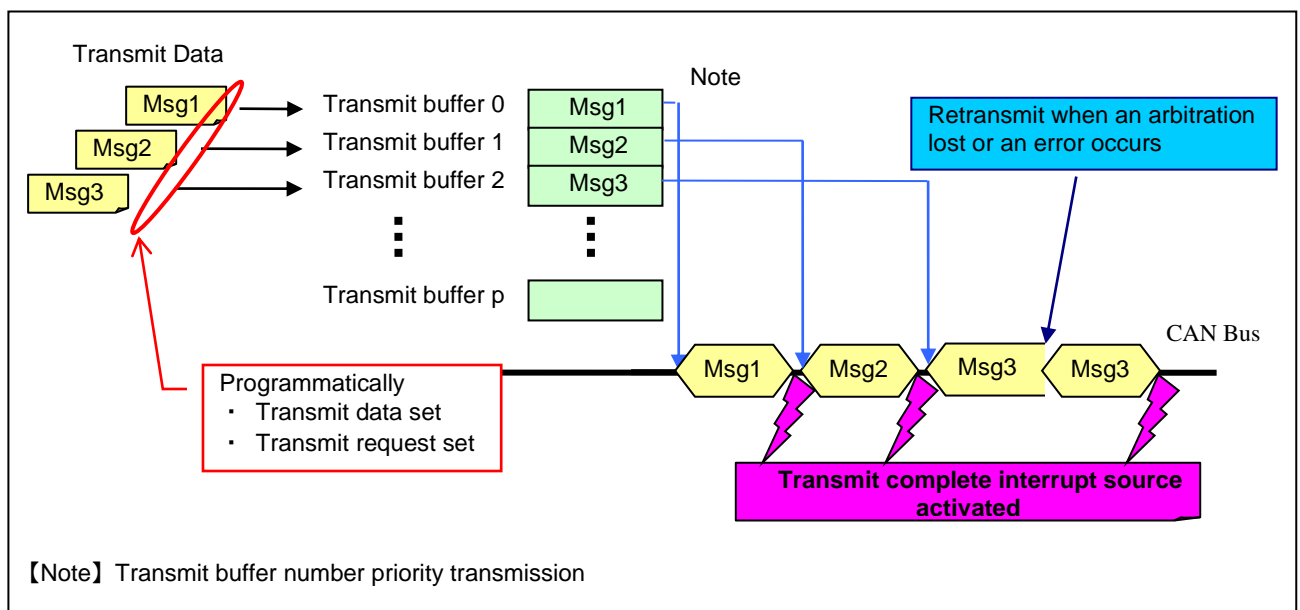 Transmit Data
Note
Msg1
Transmit buffer 0
Msg1
Msg2
Transmit buffer 1
Msg2
Msg3
Transmit buffer 2
Msg3
Retransmit when an arbitration
lost or an error occurs
Transmit buffer p
CAN Bus
Msg1
Msg2
Msg3
Msg3
Programmatically
・ Transmit data set
・ Transmit request set
Transmit complete interrupt source
activated
【Note】Transmit buffer number priority transmission